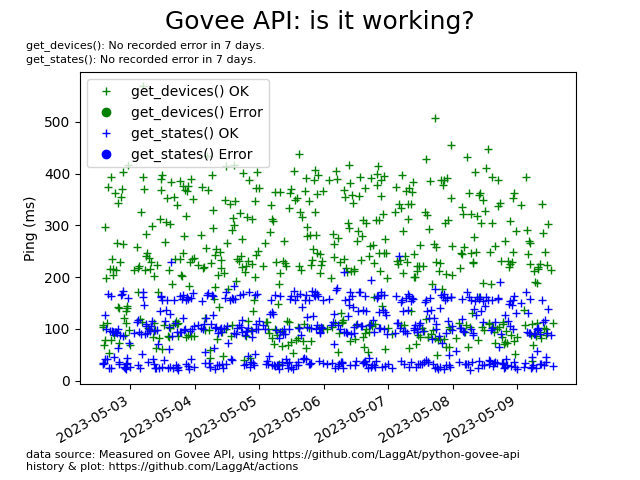 Govee API: is it working?
get_devices(): No recorded error in 7 days.
get_states(): No recorded error in 7 days.
get_devices() OK
get_devices() Error
get_states() OK
get_states() Error
Ping (ms)
500
400
300
200
100
0
2023-05-03
2023-05-04
2023-05-05
2023-05-06
2023-05-07
2023-05-08
2023-05-09
data source: Measured on Govee API, using https://github.com/LaggAt/python-govee-api
history & plot: https://github.com/LaggAt/actions